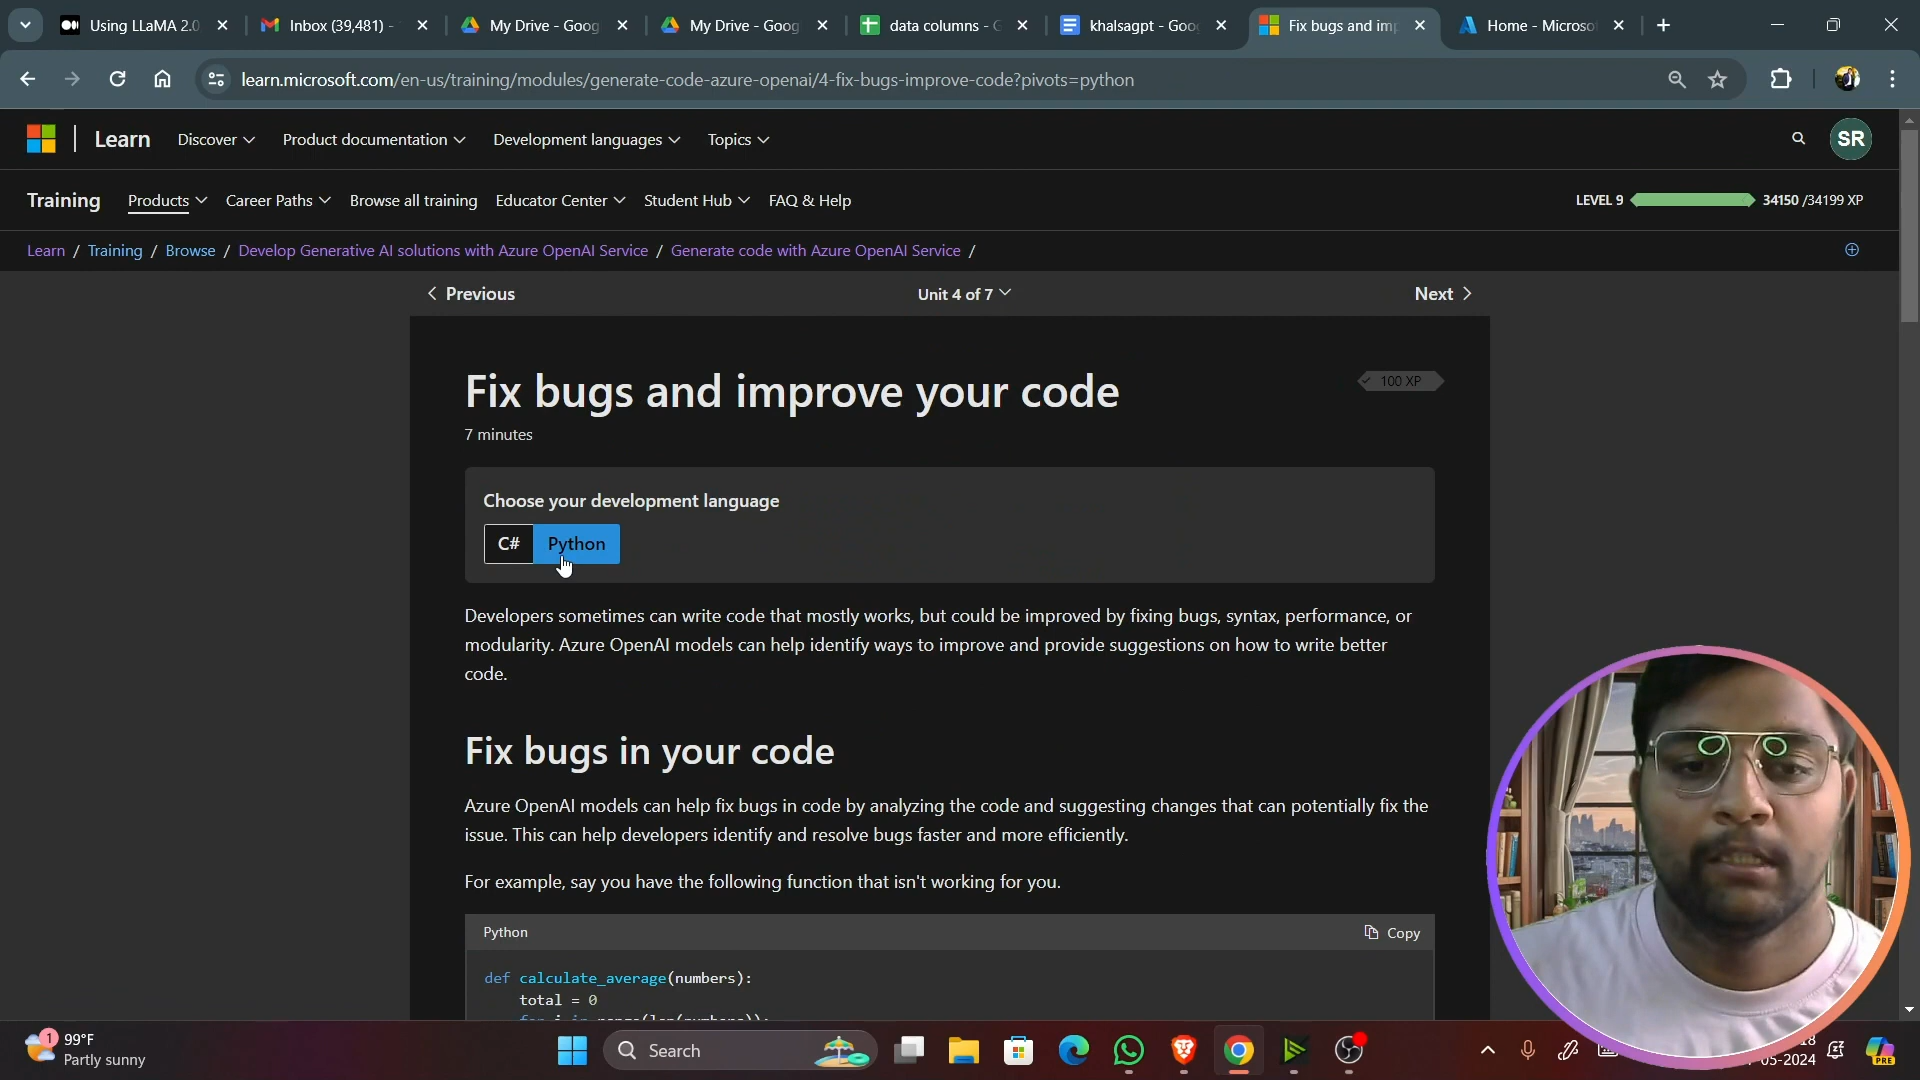 Using LLaMA 2.0
Inbox (39,481) -
My Drive - Goog
My Drive - Goog
data columns - G
khalsagpt - Goo
Fix bugs and im
Home - Microso
learn.microsoft.com/en-us/training/modules/generate-code-azure-openai/4-fix-bugs-improve-code?pivots=python
Learn Discover Product documentation Development languages Topics
SR
Training Products Career Paths Browse all training Educator Center Student Hub FAQ & Help
LEVEL 9 34150 /34199 XP
Learn / Training / Browse / Develop Generative AI solutions with Azure OpenAI Service / Generate code with Azure OpenAI Service /
Previous Unit 4 of 7 Next
Fix bugs and improve your code
100 XP
7 minutes
Choose your development language
C# Python
Developers sometimes can write code that mostly works, but could be improved by fixing bugs, syntax, performance, or
modularity. Azure OpenAI models can help identify ways to improve and provide suggestions on how to write better
code.
Fix bugs in your code
Azure OpenAI models can help fix bugs in code by analyzing the code and suggesting changes that can potentially fix the
issue. This can help developers identify and resolve bugs faster and more efficiently.
For example, say you have the following function that isn't working for you.
Python Copy
def calculate_average(numbers):
total = 0
1
99°F
Partly sunny
Search
18
05-2024
PRE